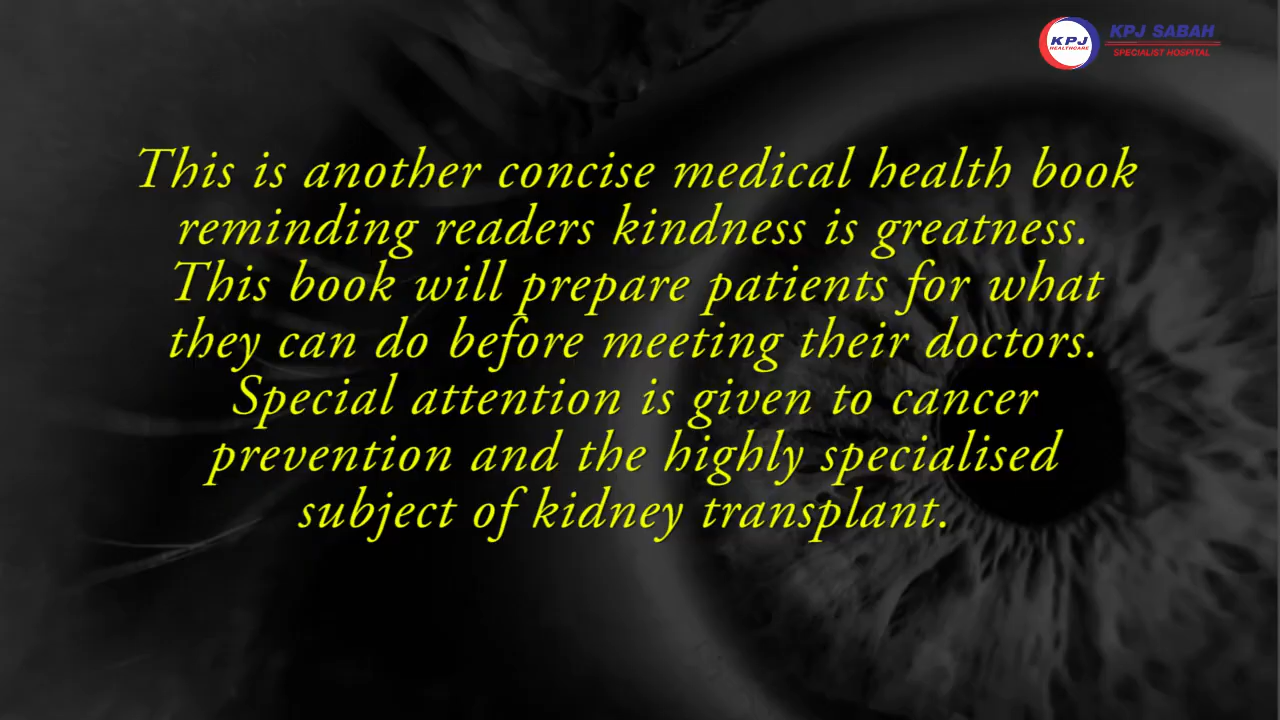 KPJ
HEALTHCARE
KPJ SABAH
SPECIALIST HOSPITAL
This is another concise medical health book
reminding readers kindness is greatness.
This book will prepare patients for what
they can do before meeting their doctors.
Special attention is given to cancer
prevention and the highly specialised
subject of kidney transplant.